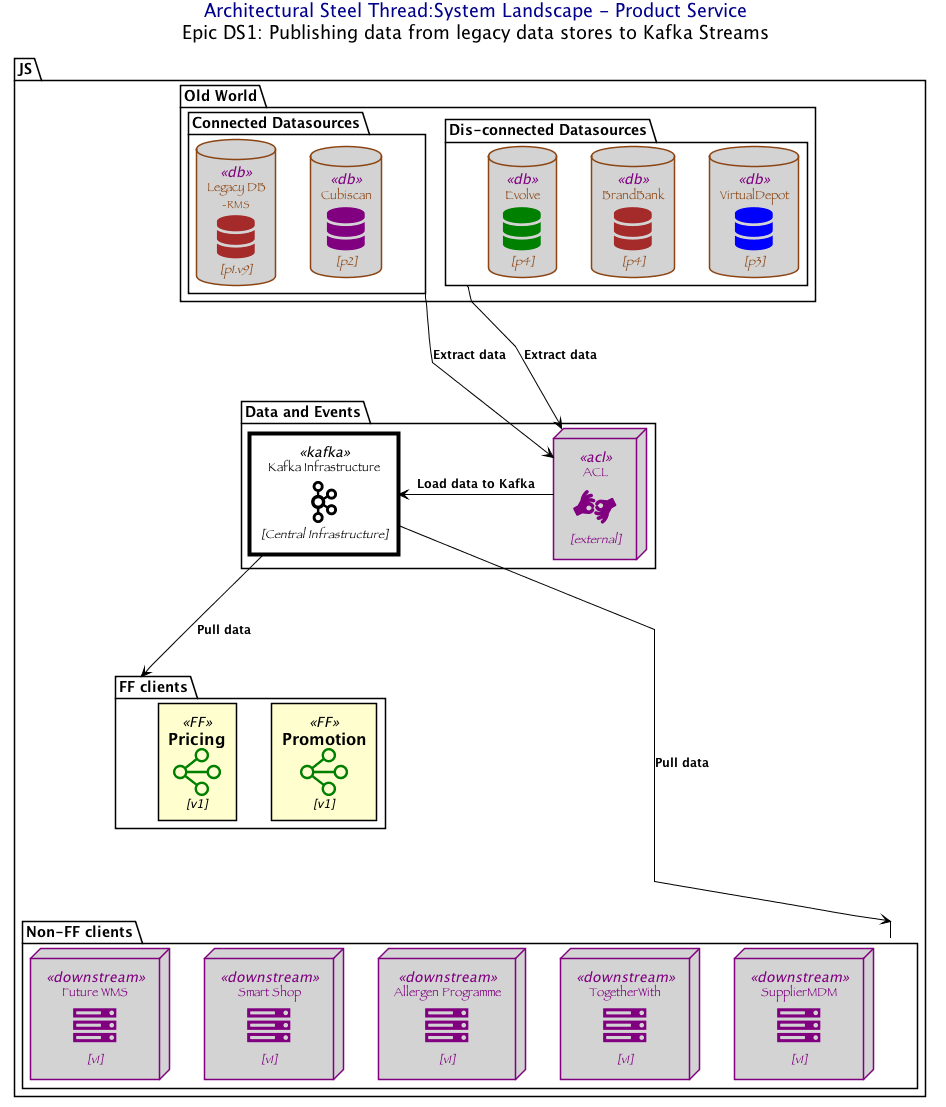 Architectural Steel Thread:System Landscape - Product Service
Epic DS1: Publishing data from legacy data stores to Kafka Streams
JS
Old World
Connected Datasources
Dis-connected Datasources
«db»
Legacy DB
-RMS
[p1.v9]
«db»
Cubiscan
[p2]
«db»
Evolve
[p4]
«db»
BrandBank
[p4]
«db»
VirtualDepot
[p3]
Extract data
Extract data
Data and Events
«kafka»
Kafka Infrastructure
[Central Infrastructure]
Load data to Kafka
«acl»
ACL
[external]
Pull data
FF clients
«FF»
Pricing
[v1]
«FF»
Promotion
[v1]
Pull data
Non-FF clients
«downstream»
Future WMS
[v1]
«downstream»
Smart Shop
[v1]
«downstream»
Allergen Programme
[v1]
«downstream»
TogetherWith
[v1]
«downstream»
SupplierMDM
[v1]